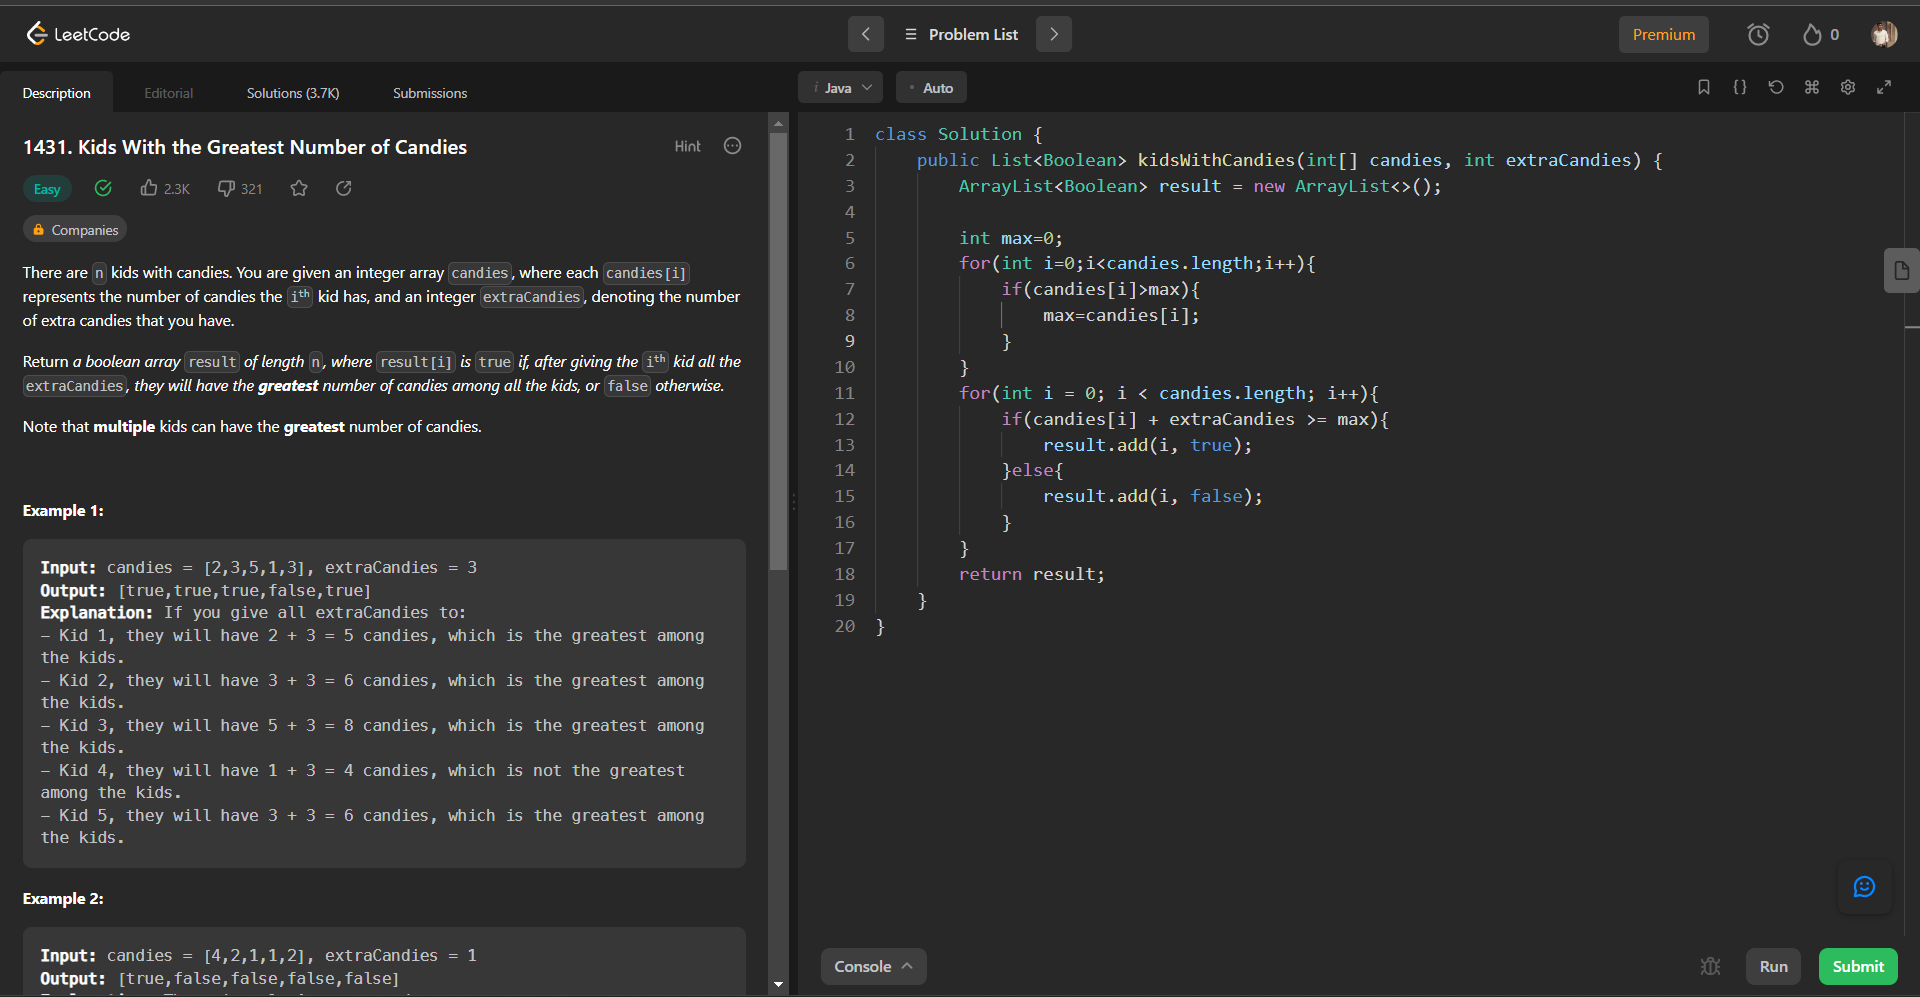 LeetCode
Problem List
Premium
0
Description
Editorial
Solutions (3.7K)
Submissions
1431. Kids With the Greatest Number of Candies
Hint
Easy
2.3K
321
Companies
There are n kids with candies. You are given an integer array candies, where each candies[i]
represents the number of candies the ith kid has, and an integer extraCandies, denoting the number
of extra candies that you have.
Return a boolean array result of length n, where result[i] is true if, after giving the ith kid all the
extraCandies, they will have the greatest number of candies among all the kids, or false otherwise.
Note that multiple kids can have the greatest number of candies.
Example 1:
Input: candies = [2,3,5,1,3], extraCandies = 3
Output: [true,true,true,false,true]
Explanation: If you give all extraCandies to:
- Kid 1, they will have 2 + 3 = 5 candies, which is the greatest among
the kids.
- Kid 2, they will have 3 + 3 = 6 candies, which is the greatest among
the kids.
- Kid 3, they will have 5 + 3 = 8 candies, which is the greatest among
the kids.
- Kid 4, they will have 1 + 3 = 4 candies, which is not the greatest
among the kids.
- Kid 5, they will have 3 + 3 = 6 candies, which is the greatest among
the kids.
Example 2:
Input: candies = [4,2,1,1,2], extraCandies = 1
Output: [true,false,false,false,false]
i Java
Auto
1 class Solution {
2 public List<Boolean> kidsWithCandies(int[] candies, int extraCandies) {
3 ArrayList<Boolean> result = new ArrayList<>();
4
5 int max=0;
6 for(int i=0;i<candies.length;i++){
7 if(candies[i]>max){
8 max=candies[i];
9 }
10 }
11 for(int i = 0; i < candies.length; i++){
12 if(candies[i] + extraCandies >= max){
13 result.add(i, true);
14 }else{
15 result.add(i, false);
16 }
17 }
18 return result;
19 }
20 }
Console
Run
Submit